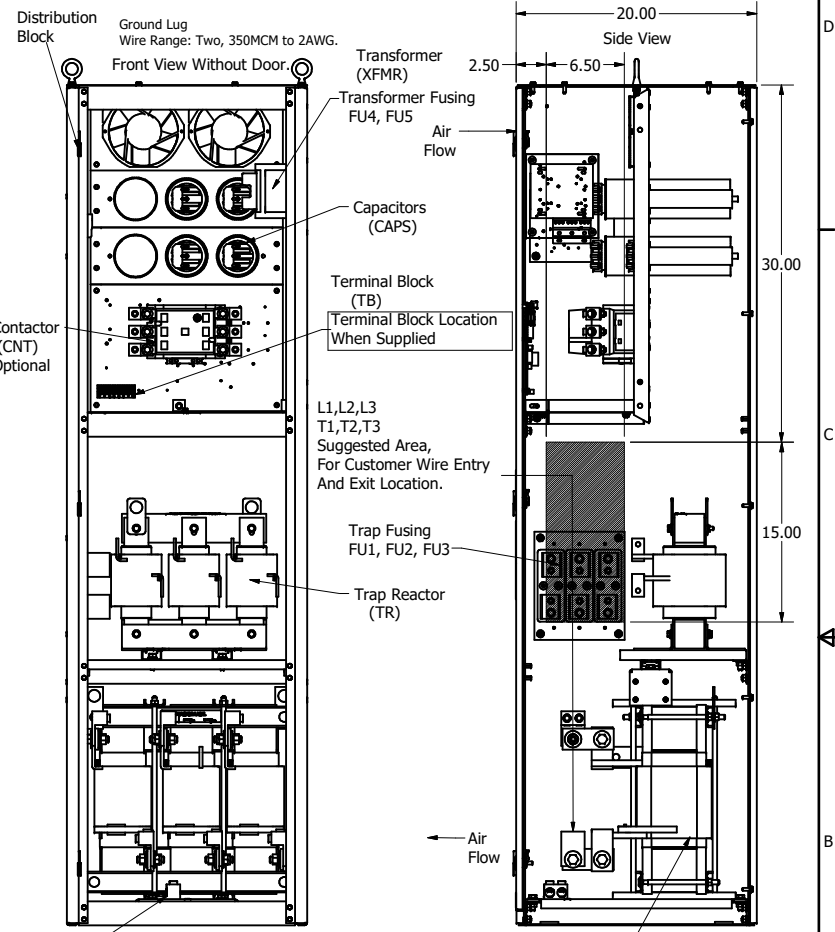 Distribution
Block
Ground Lug
Wire Range: Two, 350MCM to 2AWG.
Front View Without Door.
Transformer
(XFMR)
Transformer Fusing
FU4, FU5
Capacitors
(CAPS)
Terminal Block
(TB)
Terminal Block Location
When Supplied
(CNT)
L1,L2,L3
T1,T2,T3
Suggested Area,
For Customer Wire Entry
And Exit Location.
Trap Fusing
FU1, FU2, FU3
Trap Reactor
(TR)
20.00
Side View
2.50
6.50
Air
Flow
30.00
15.00
Air
Flow
D
C
B